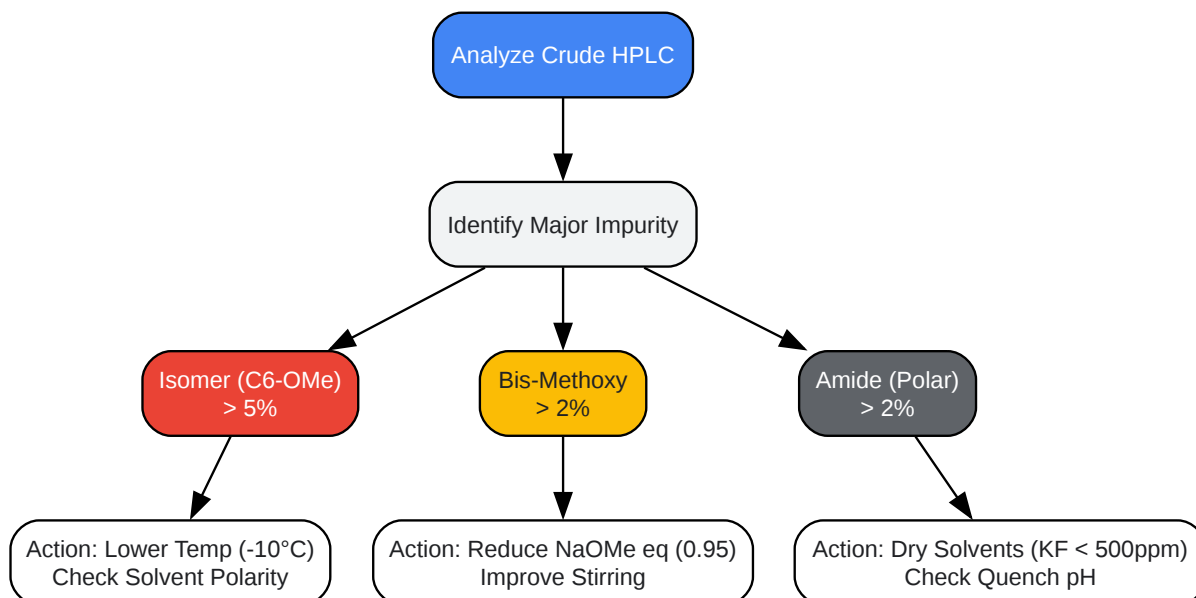 Analyze Crude HPLC
Identify Major Impurity
Isomer (C6-OMe)
> 5%
Bis-Methoxy
> 2%
Amide (Polar)
> 2%
Action: Lower Temp (-10°C)
Check Solvent Polarity
Action: Reduce NaOMe eq (0.95)
Improve Stirring
Action: Dry Solvents (KF < 500ppm)
Check Quench pH